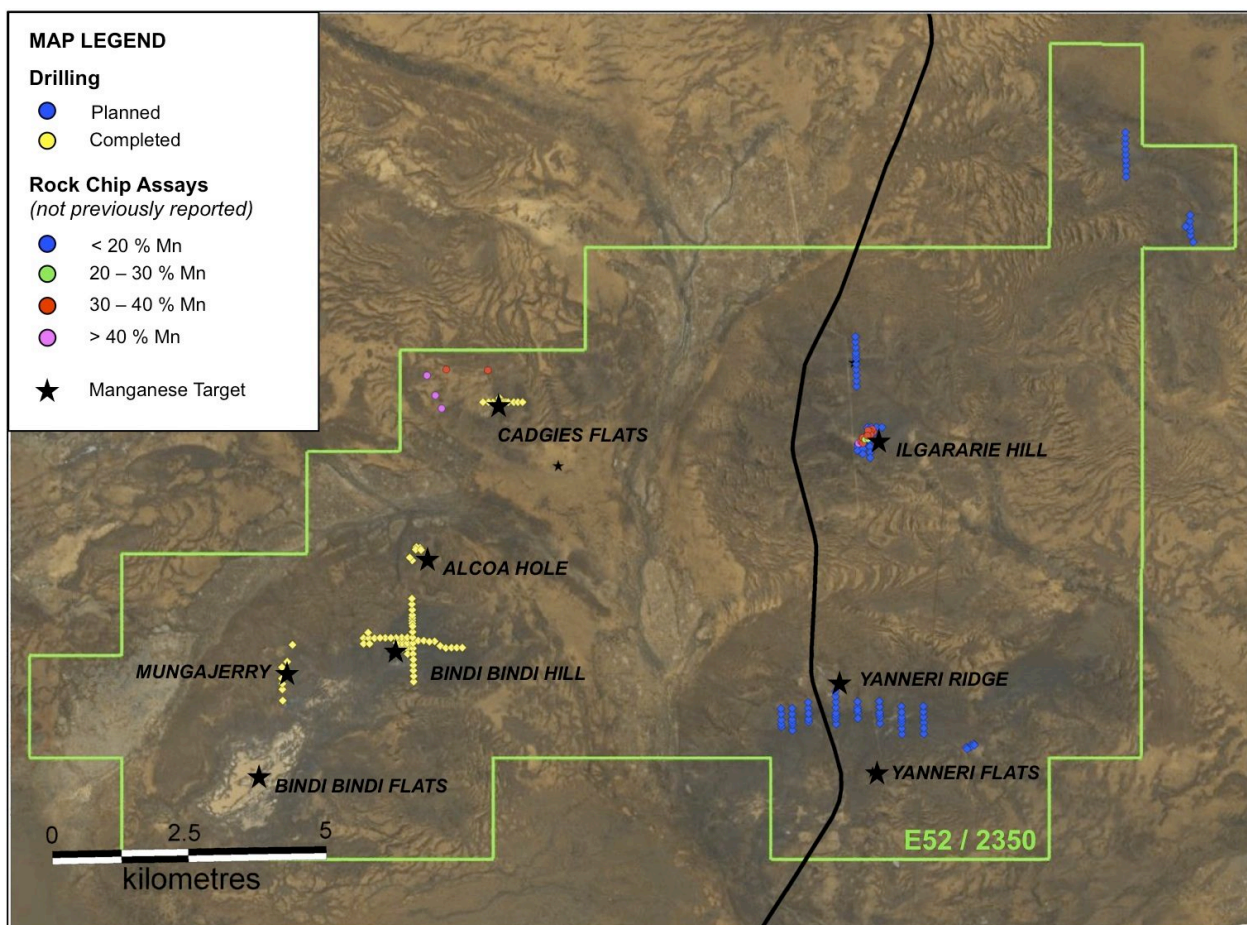 MAP LEGEND
Drilling
Planned
Completed
Rock Chip Assays
(not previously reported)
< 20 % Mn
20 – 30 % Mn
30 – 40 % Mn
> 40 % Mn
Manganese Target
CADGIES FLATS
ILGARARIE HILL
ALCOA HOLE
MUNGAJERRY
BINDI BINDI HILL
YANNERI RIDGE
BINDI BINDI FLATS
YANNERI FLATS
E52 / 2350
0 2.5 5
kilometres